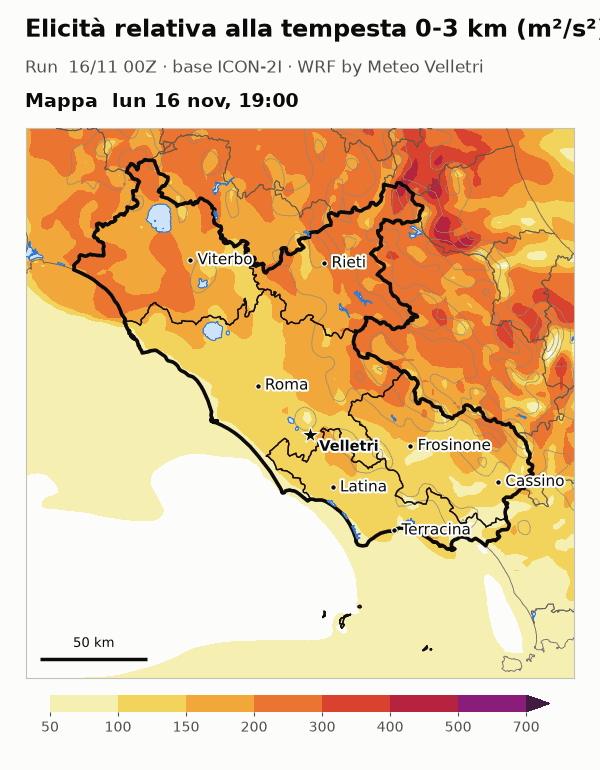 Elicità relativa alla tempesta 0-3 km (m²/s²)
Run 16/11 00Z · base ICON-2I · WRF by Meteo Velletri
Mappa lun 16 nov, 19:00
Viterbo
Rieti
Roma
Velletri
Frosinone
Cassino
Latina
Terracina
50 km
50 100 150 200 300 400 500 700